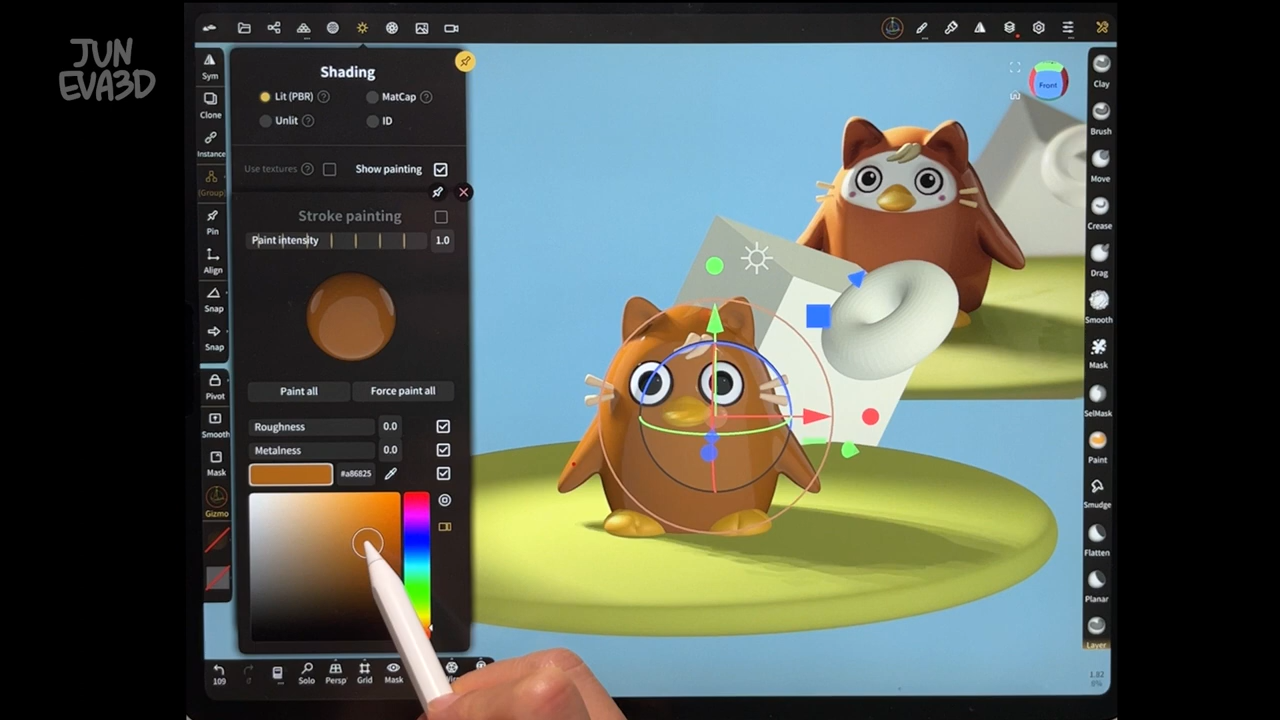 JUN
EVA3D
Shading
Lit (PBR) ?
MatCap ?
Unlit ?
ID
Use textures ?
Show painting
Stroke painting
Paint intensity
1.0
Paint all
Force paint all
Roughness
0.0
Metalness
0.0
#a86825
Sym
Clone
Instance
(Group)
Pin
Align
Snap
Snap
Pivot
Smooth
Mask
Gizmo
109
Solo
Persp
Grid
Mask
Front
Clay
Brush
Move
Crease
Drag
Smooth
Mask
SelMask
Paint
Smudge
Flatten
Planar
Layer
1.82